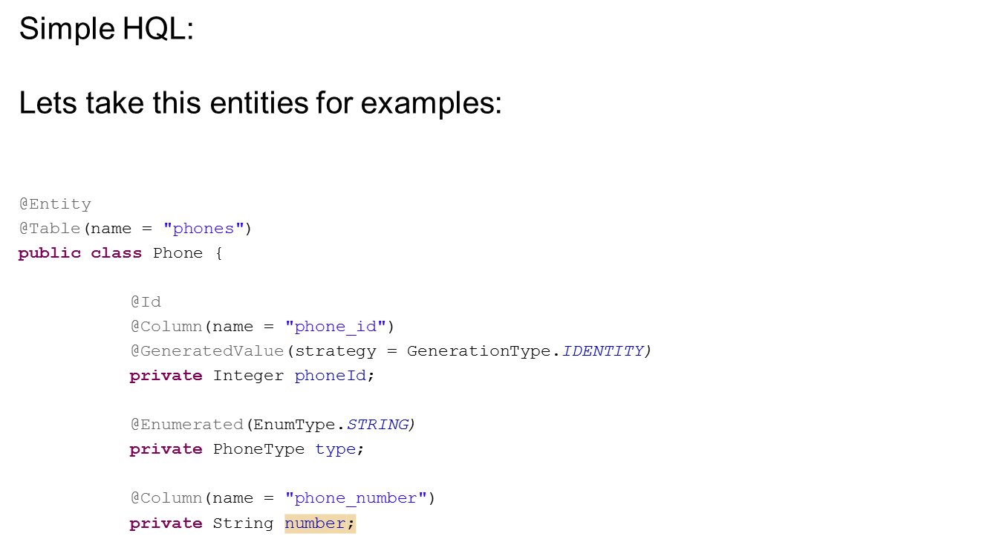 Simple HQL:
Lets take this entities for examples:
@Entity
@Table(name = "phones")
public class Phone {
@Id
@Column(name = "phone_id")
@GeneratedValue(strategy = GenerationType.IDENTITY)
private Integer phoneId;
@Enumerated(EnumType.STRING)
private PhoneType type;
@Column(name = "phone_number")
private String number;